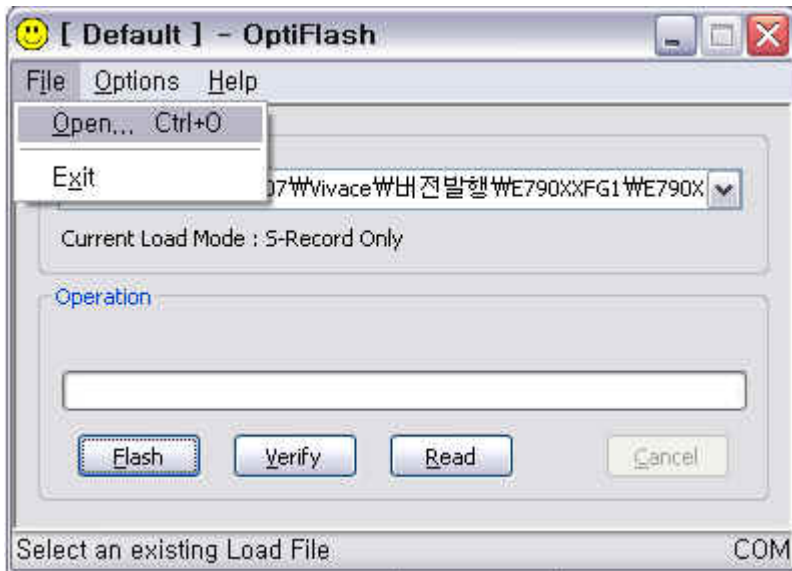 [ Default ] - OptiFlash
File Options Help
Open... Ctrl+O
Exit
07₩Vivace₩버전발행₩E790XXFG1₩E790X
Current Load Mode : S-Record Only
Operation
Flash Verify Read Cancel
Select an existing Load File COM